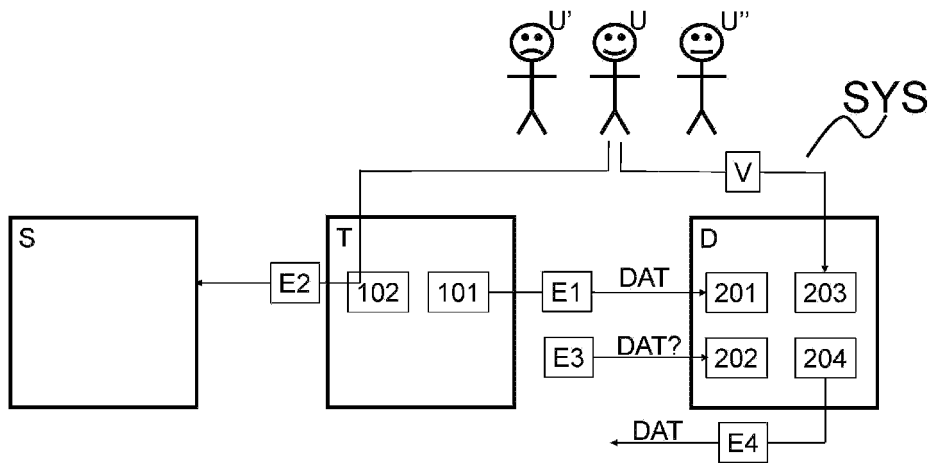 U' U U"
SYS
V
S T D
E2 102 101 E1 DAT 201 203
E3 DAT? 202 204
DAT E4